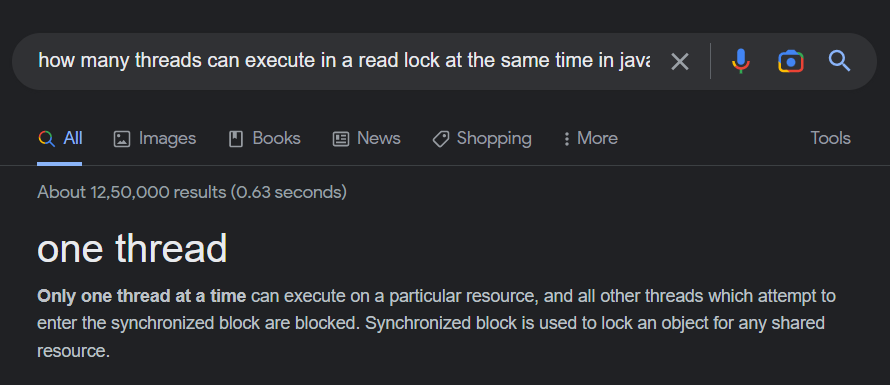 how many threads can execute in a read lock at the same time in java
All Images Books News Shopping More Tools
About 12,50,000 results (0.63 seconds)
one thread
Only one thread at a time can execute on a particular resource, and all other threads which attempt to
enter the synchronized block are blocked. Synchronized block is used to lock an object for any shared
resource.